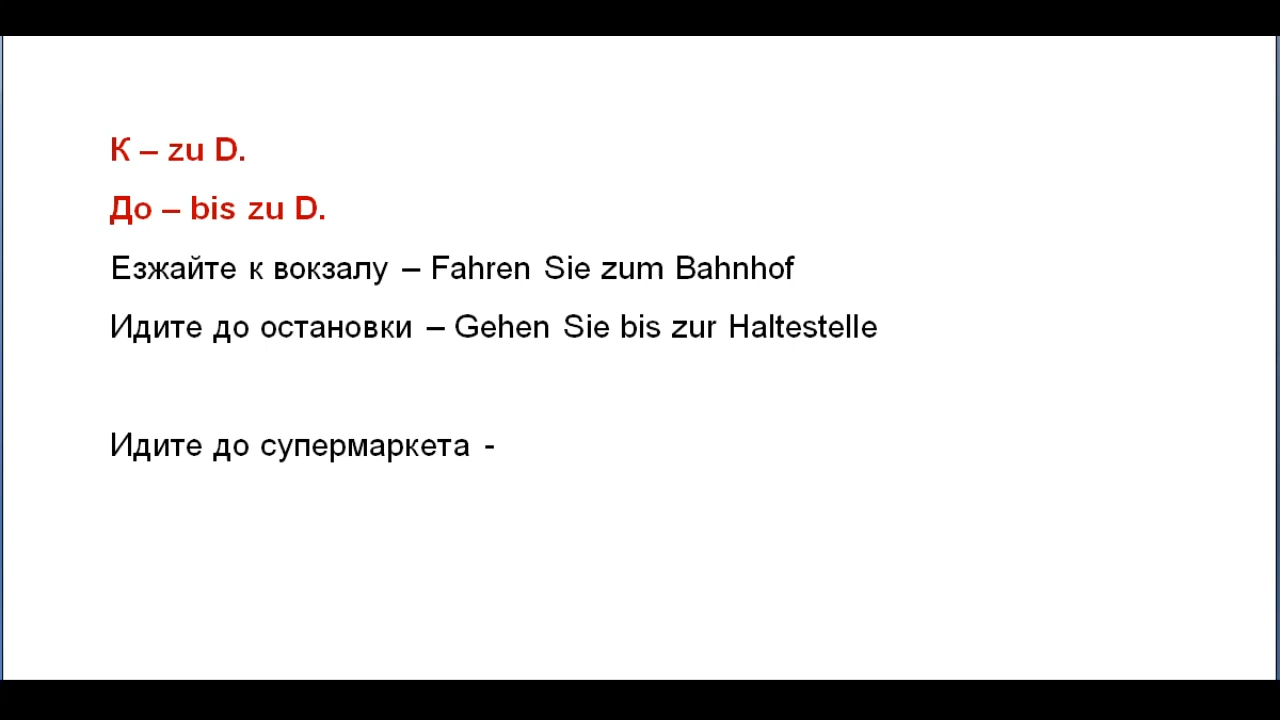 К – zu D.
До – bis zu D.
Езжайте к вокзалу – Fahren Sie zum Bahnhof
Идите до остановки – Gehen Sie bis zur Haltestelle
Идите до супермаркета -